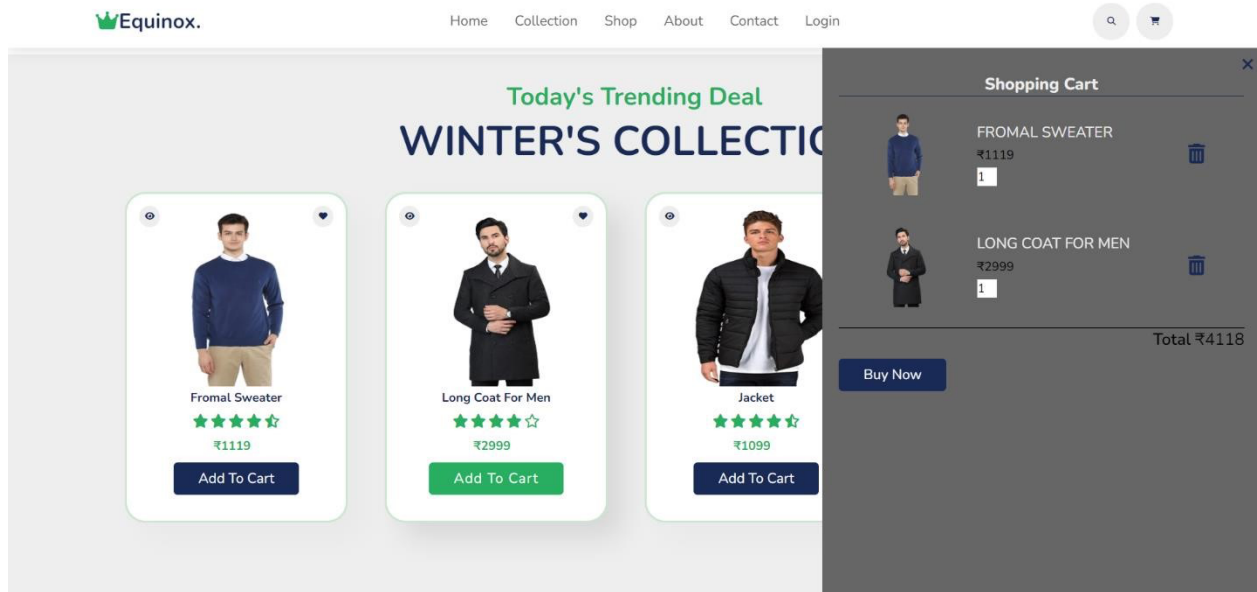 Equinox.
Home Collection Shop About Contact Login
Today's Trending Deal
WINTER'S COLLECTIO
Fromal Sweater
₹1119
Add To Cart
Long Coat For Men
₹2999
Add To Cart
Jacket
₹1099
Add To Cart
Shopping Cart
FROMAL SWEATER
₹1119
1
LONG COAT FOR MEN
₹2999
1
Total ₹4118
Buy Now